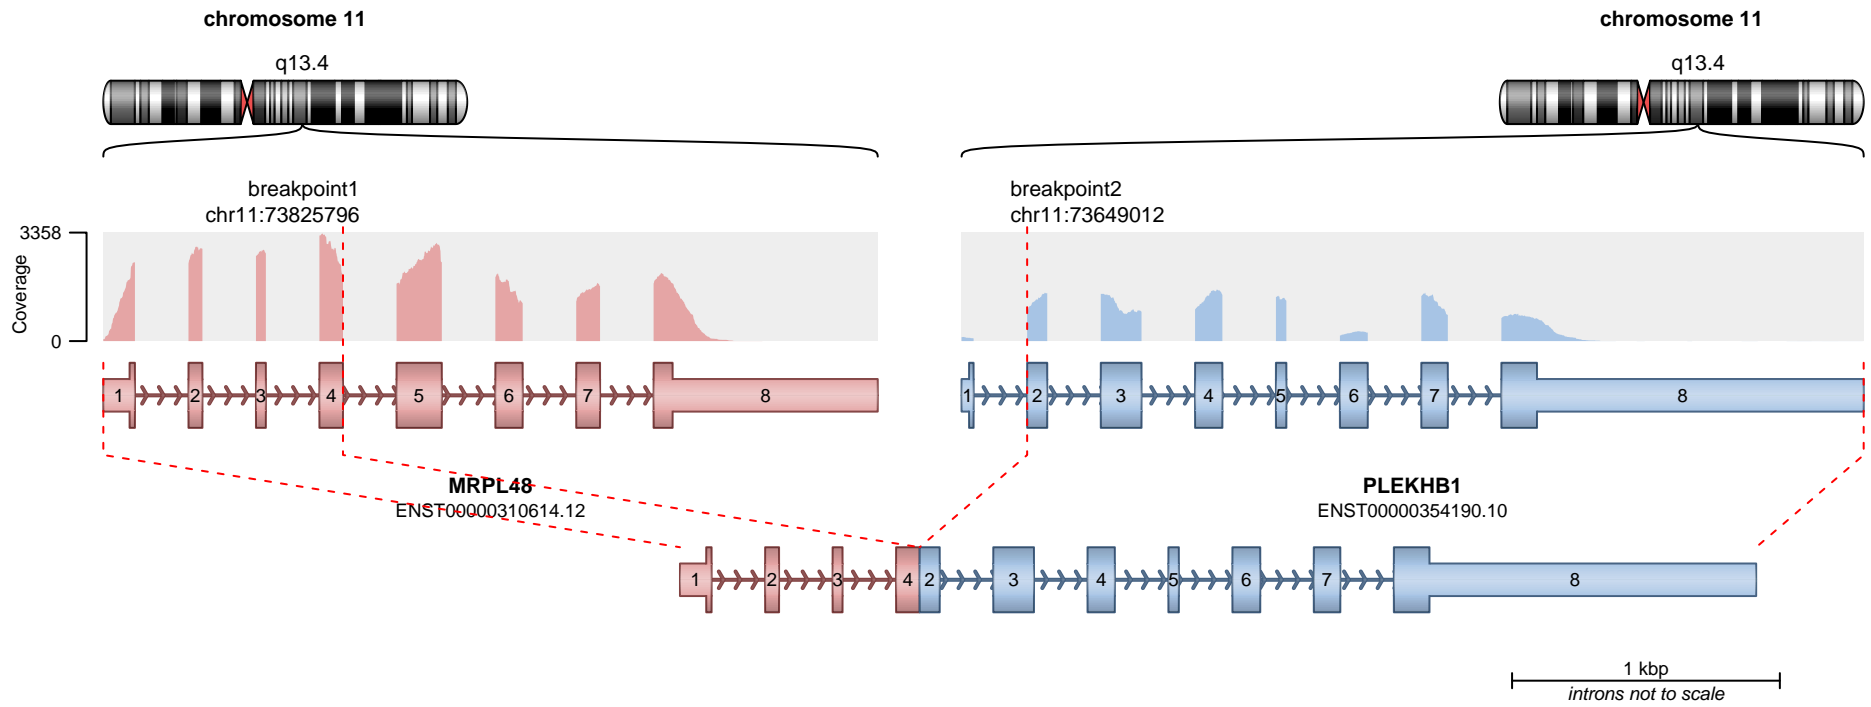 chromosome 11
chromosome 11
q13.4
q13.4
breakpoint1
chr11:73825796
breakpoint2
chr11:73649012
3358
Coverage
0
1 2 3 4 5 6 7 8
1 2 3 4 5 6 7 8
MRPL48
ENST00000310614.12
PLEKHB1
ENST00000354190.10
1 2 3 4 2 3 4 5 6 7 8
1 kbp
introns not to scale